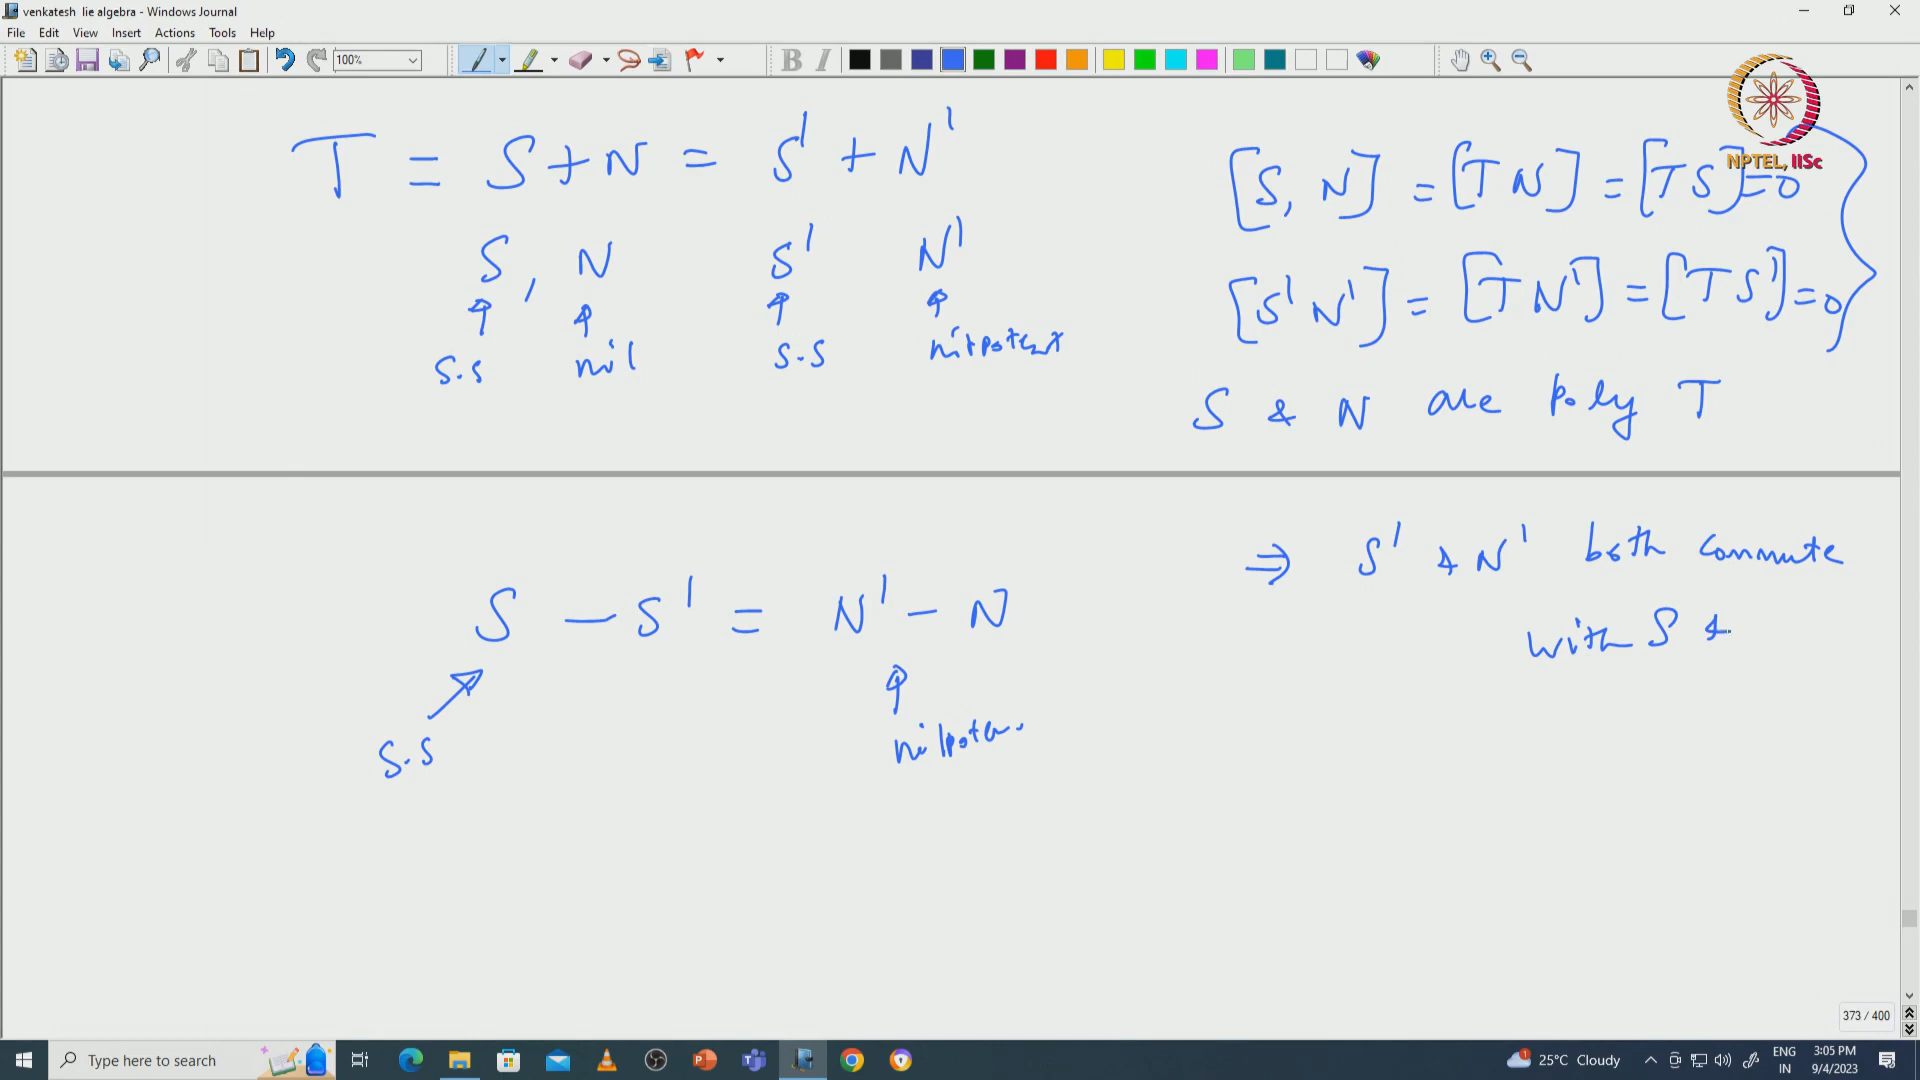 venkatesh lie algebra - Windows Journal
File Edit View Insert Actions Tools Help
100%
B I
NPTEL, IISc
T = S + N = S' + N'
[S, N] = [T N] = [T S] = 0
S , N S' N'
[S' N'] = [T N'] = [T S'] = 0
s.s nil s.s nilpotent
S & N are poly T
⇒ S' & N' both commute
S - S' = N' - N
with S &
s.s nilpoten.
373 / 400
Type here to search
25°C Cloudy
ENG
IN
3:05 PM
9/4/2023